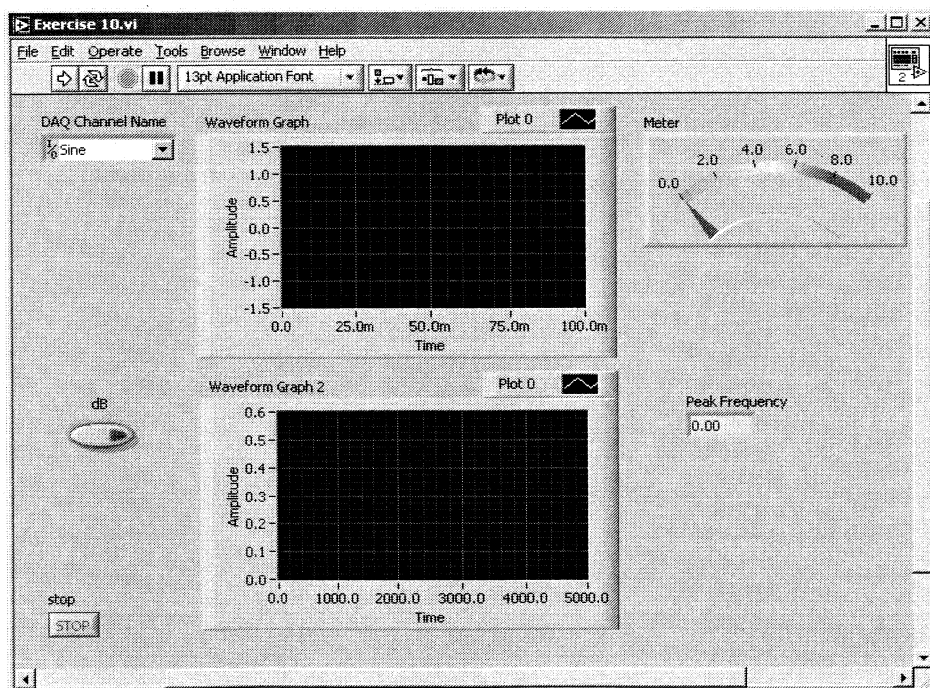 Exercise 10.vi
File Edit Operate Tools Browse Window Help
13pt Application Font
2
DAQ Channel Name
I/O Sine
Waveform Graph
Plot 0
Amplitude
1.5
1.0
0.5
0.0
-0.5
-1.0
-1.5
0.0 25.0m 50.0m 75.0m 100.0m
Time
Meter
0.0 2.0 4.0 6.0 8.0 10.0
dB
Waveform Graph 2
Plot 0
Amplitude
0.6
0.5
0.4
0.3
0.2
0.1
0.0
0.0 1000.0 2000.0 3000.0 4000.0 5000.0
Time
Peak Frequency
0.00
stop
STOP